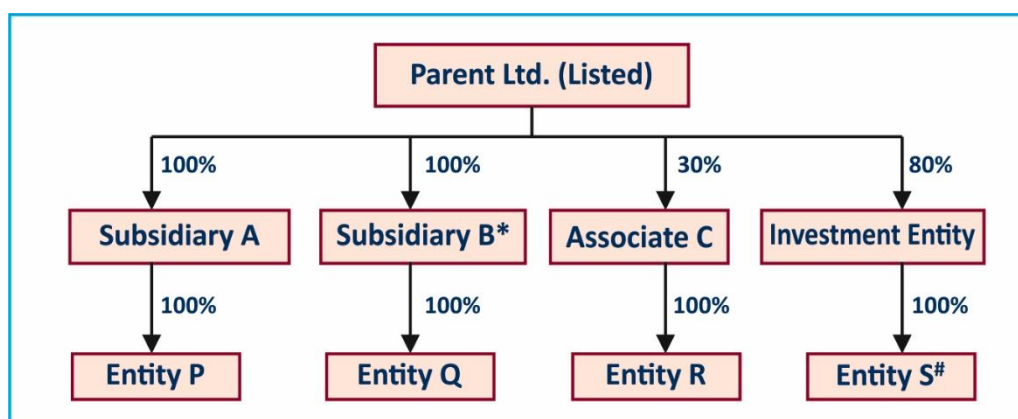 Parent Ltd. (Listed)
100%
100%
30%
80%
Subsidiary A
Subsidiary B*
Associate C
Investment Entity
100%
100%
100%
100%
Entity P
Entity Q
Entity R
Entity S#